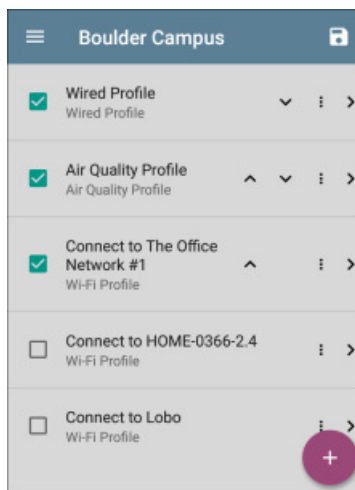 Boulder Campus
Wired Profile
Wired Profile
Air Quality Profile
Air Quality Profile
Connect to The Office
Network #1
Wi-Fi Profile
Connect to HOME-0366-2.4
Wi-Fi Profile
Connect to Lobo
Wi-Fi Profile